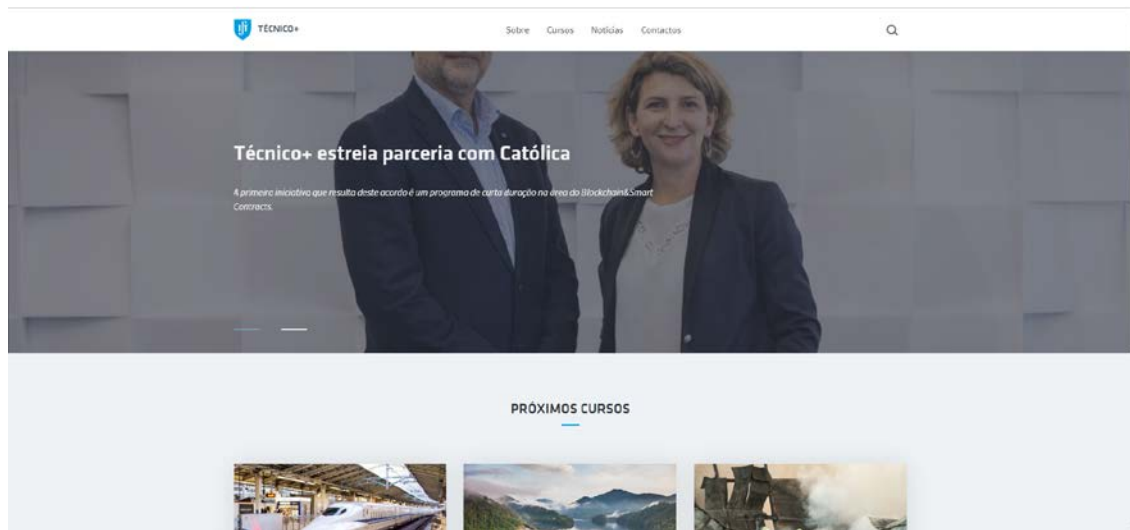 TÉCNICO+
Sobre Cursos Notícias Contactos
Técnico+ estreia parceria com Católica
A primeira iniciativa que resulta deste acordo é um programa de curta duração na área do Blockchain&Smart
Contracts.
PRÓXIMOS CURSOS